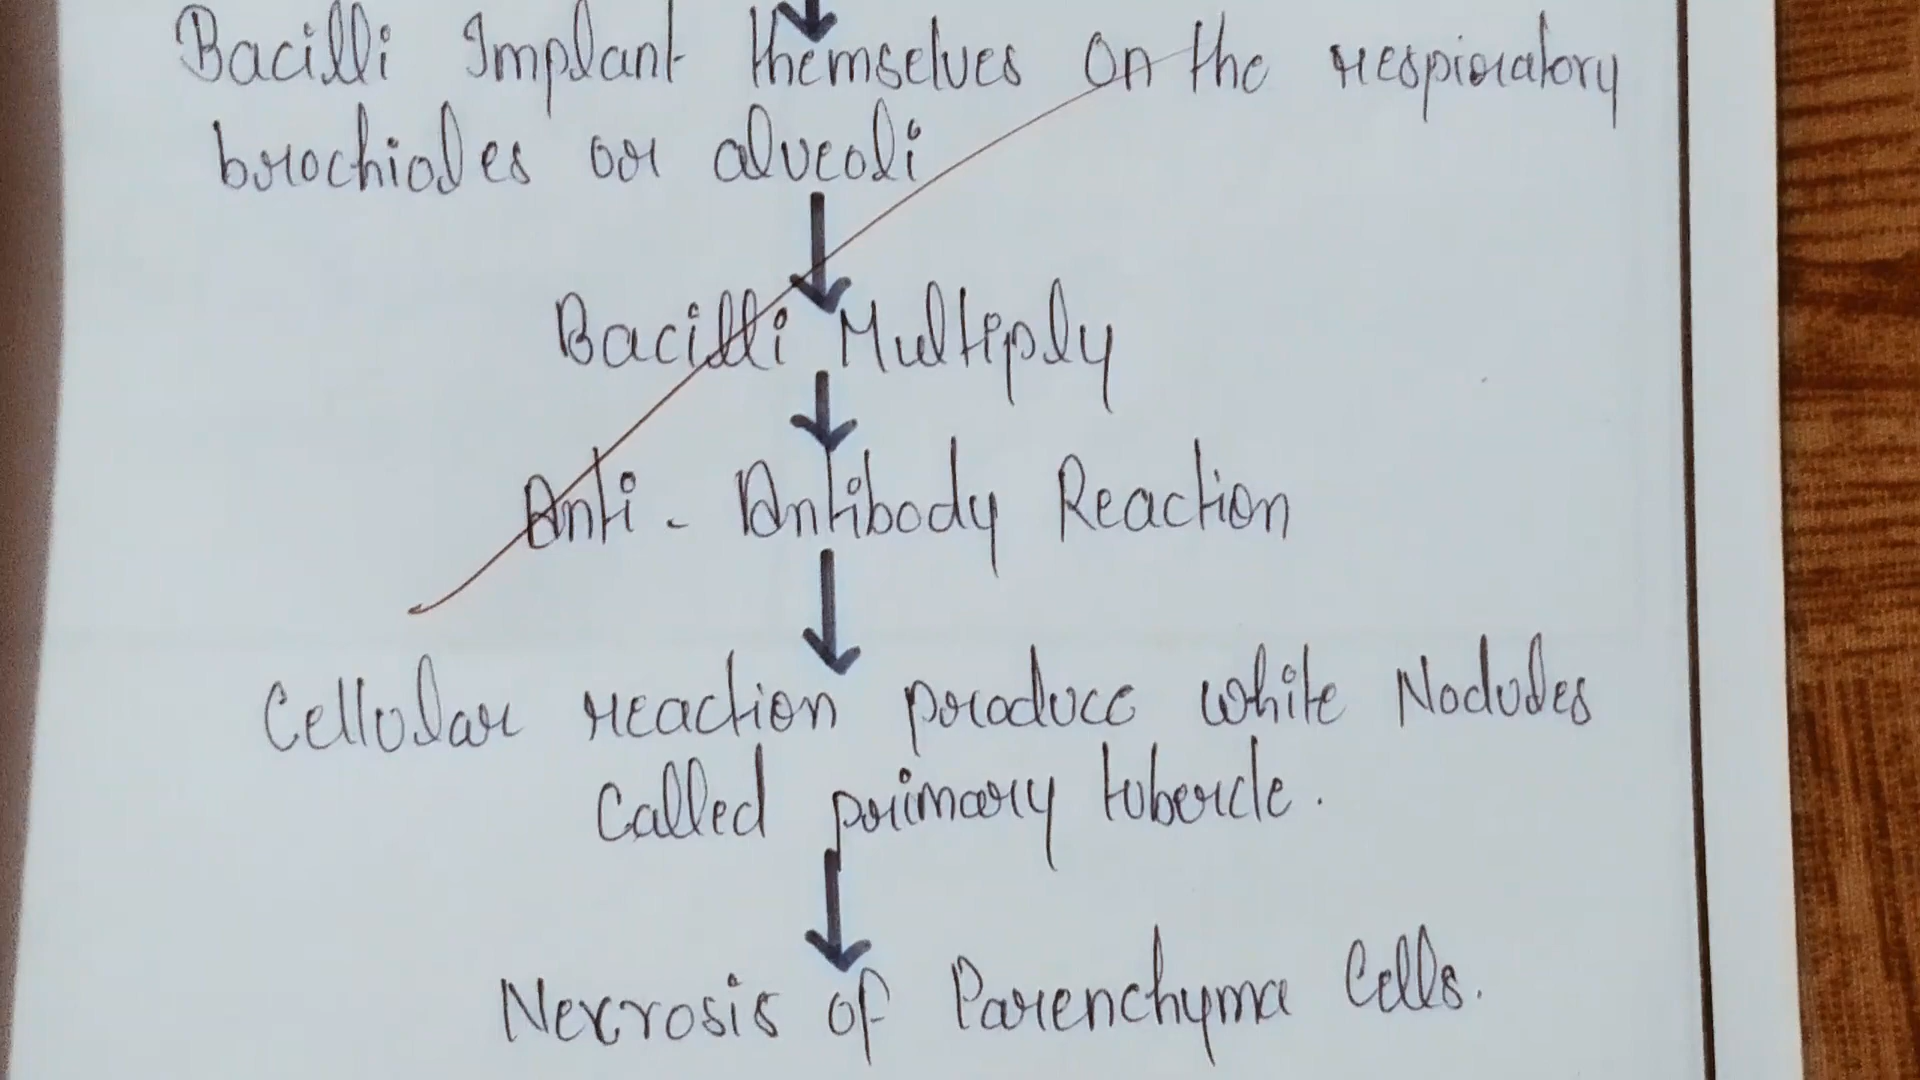 Bacilli Implant themselves on the respiratory
brochioles or alveoli
Bacilli Multiply
Anti - Antibody Reaction
Cellular reaction produce white Nodules
Called primary tubercle.
Necrosis of Parenchyma Cells.